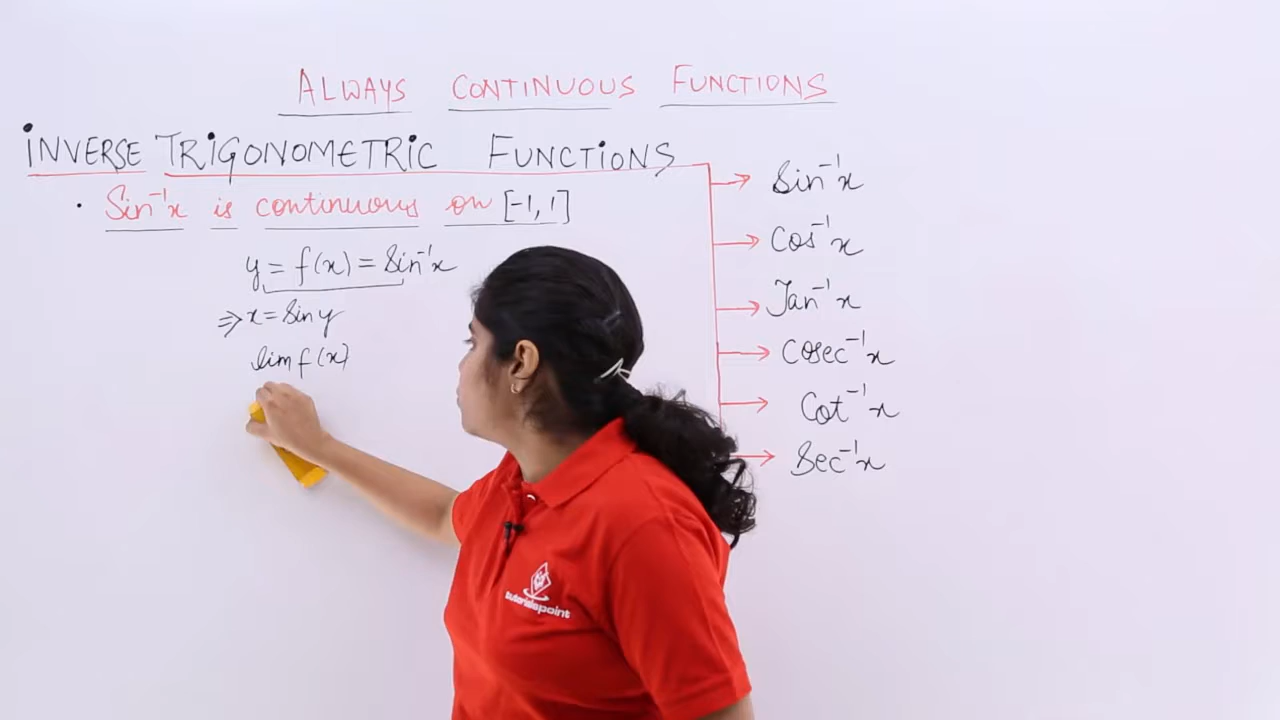 ALWAYS CONTINUOUS FUNCTIONS
INVERSE TRIGONOMETRIC FUNCTIONS
• Sin⁻¹x is continuous on [-1, 1]
y = f(x) = Sin⁻¹x
⇒ x = Sin y
lim f(x)
Sin⁻¹x
Cos⁻¹x
Tan⁻¹x
Cosec⁻¹x
Cot⁻¹x
Sec⁻¹x
tutorialspoint